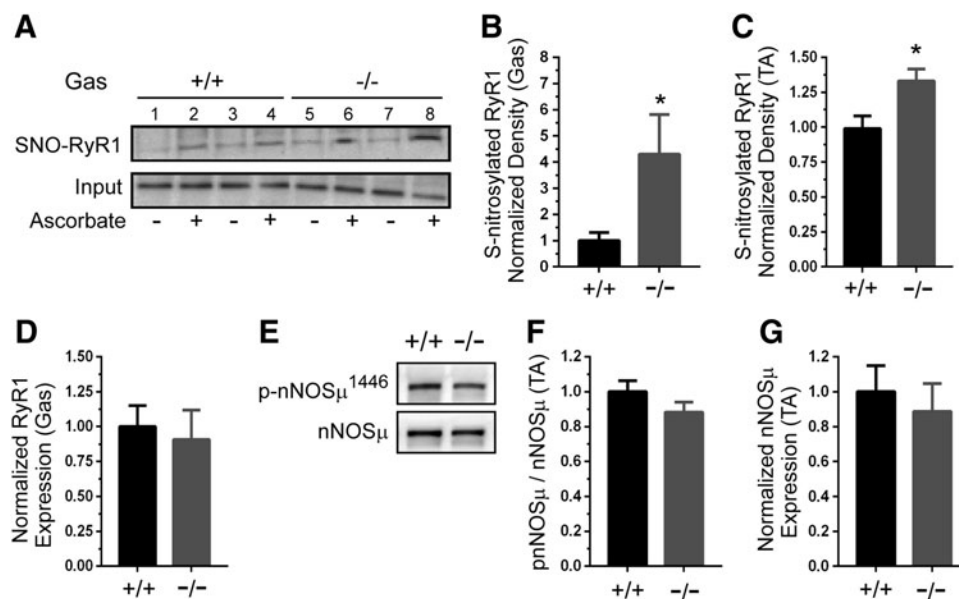 A
Gas
+/+
-/-
1 2 3 4 5 6 7 8
SNO-RyR1
Input
Ascorbate - + - + - + - +
B
S-nitrosylated RyR1
Normalized Density (Gas)
8
7
6
5
4
3
2
1
0
*
+/+ -/-
C
S-nitrosylated RyR1
Normalized Density (TA)
1.50
1.25
1.00
0.75
0.50
0.25
0.00
*
+/+ -/-
D
Normalized RyR1
Expression (Gas)
1.50
1.25
1.00
0.75
0.50
0.25
0.00
+/+ -/-
E
+/+ -/-
p-nNOSμ¹⁴⁴⁶
nNOSμ
F
pnNOSμ / nNOSμ (TA)
1.2
1.0
0.8
0.6
0.4
0.2
0.0
+/+ -/-
G
Normalized nNOSμ
Expression (TA)
1.2
1.0
0.8
0.6
0.4
0.2
0.0
+/+ -/-